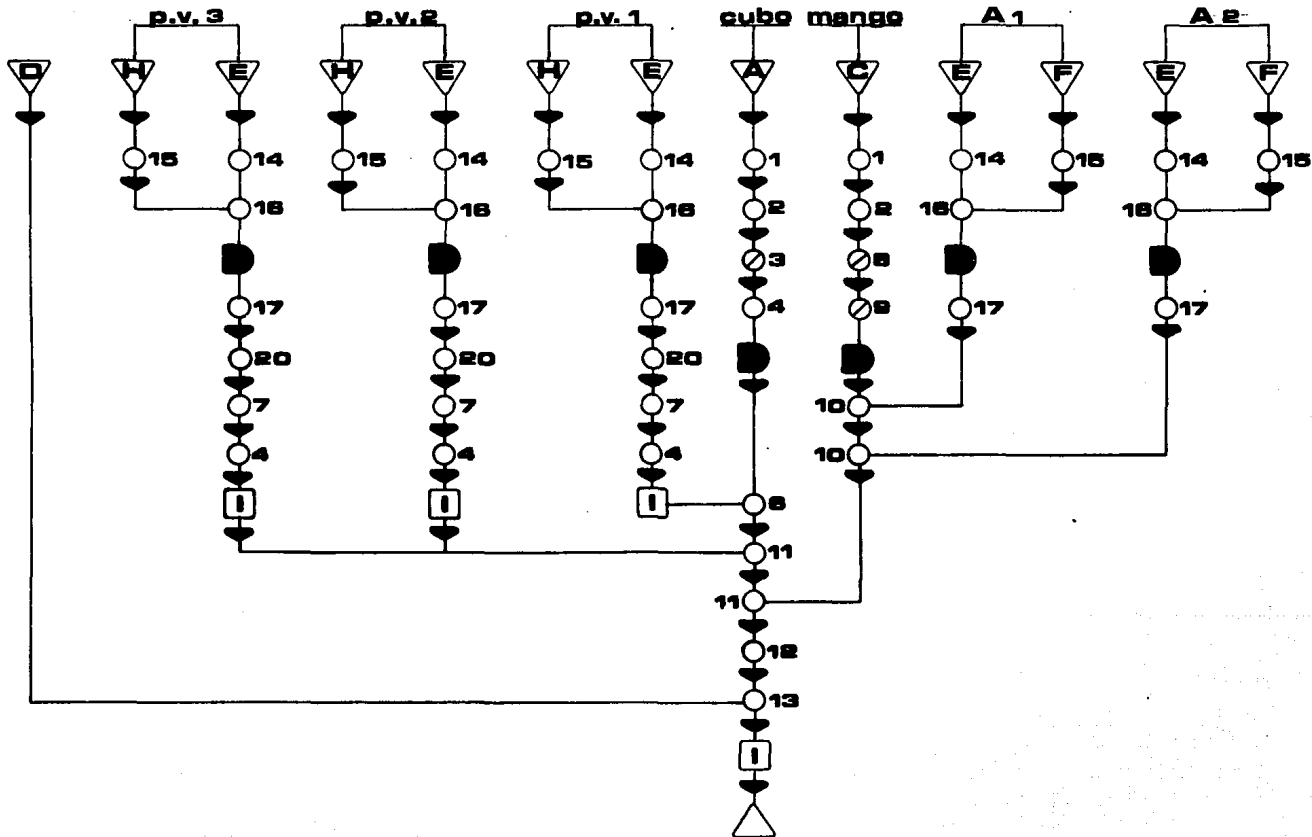 p.v. 3 p.v. 2 p.v. 1 cubo mango A 1 A 2
D H E H E H E A C E F E F
15 14 15 14 15 14 1 1 14 15 14 15
16 16 16 2 2 16 16
3 8
17 17 17 4 9 17 17
20 20 20
7 7 7 10
4 4 4 10
I I I 6
11
11
12
13
I